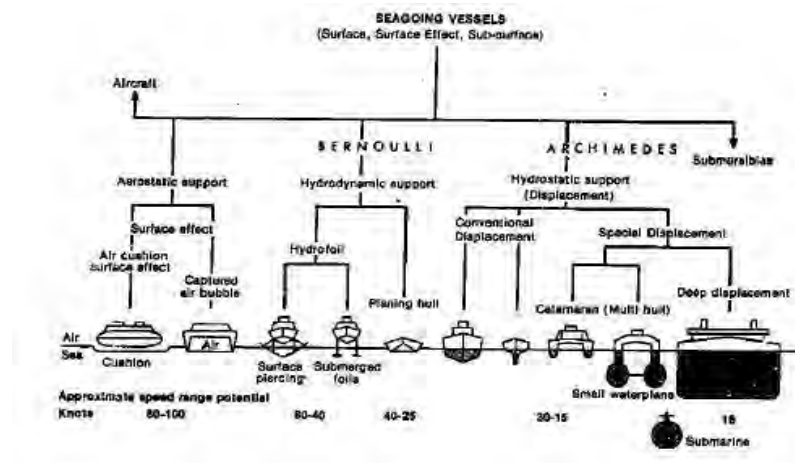 SEAGOING VESSELS
(Surface, Surface Effect, Sub-surface)
Aircraft
BERNOULLI
ARCHIMEDES
Submersibles
Aerostatic support
Hydrodynamic support
Hydrostatic support
(Displacement)
Surface effect
Conventional
Displacement
Special Displacement
Hydrofoil
Air cushion
surface effect
Captured
air bubble
Planing hull
Catamaran (Multi hull)
Deep displacement
Air
Sea
Cushion
Air
Surface
piercing
Submerged
foils
Small waterplane
Approximate speed range potential
Knots 80-100 60-40 40-25 30-15 15
Submarine